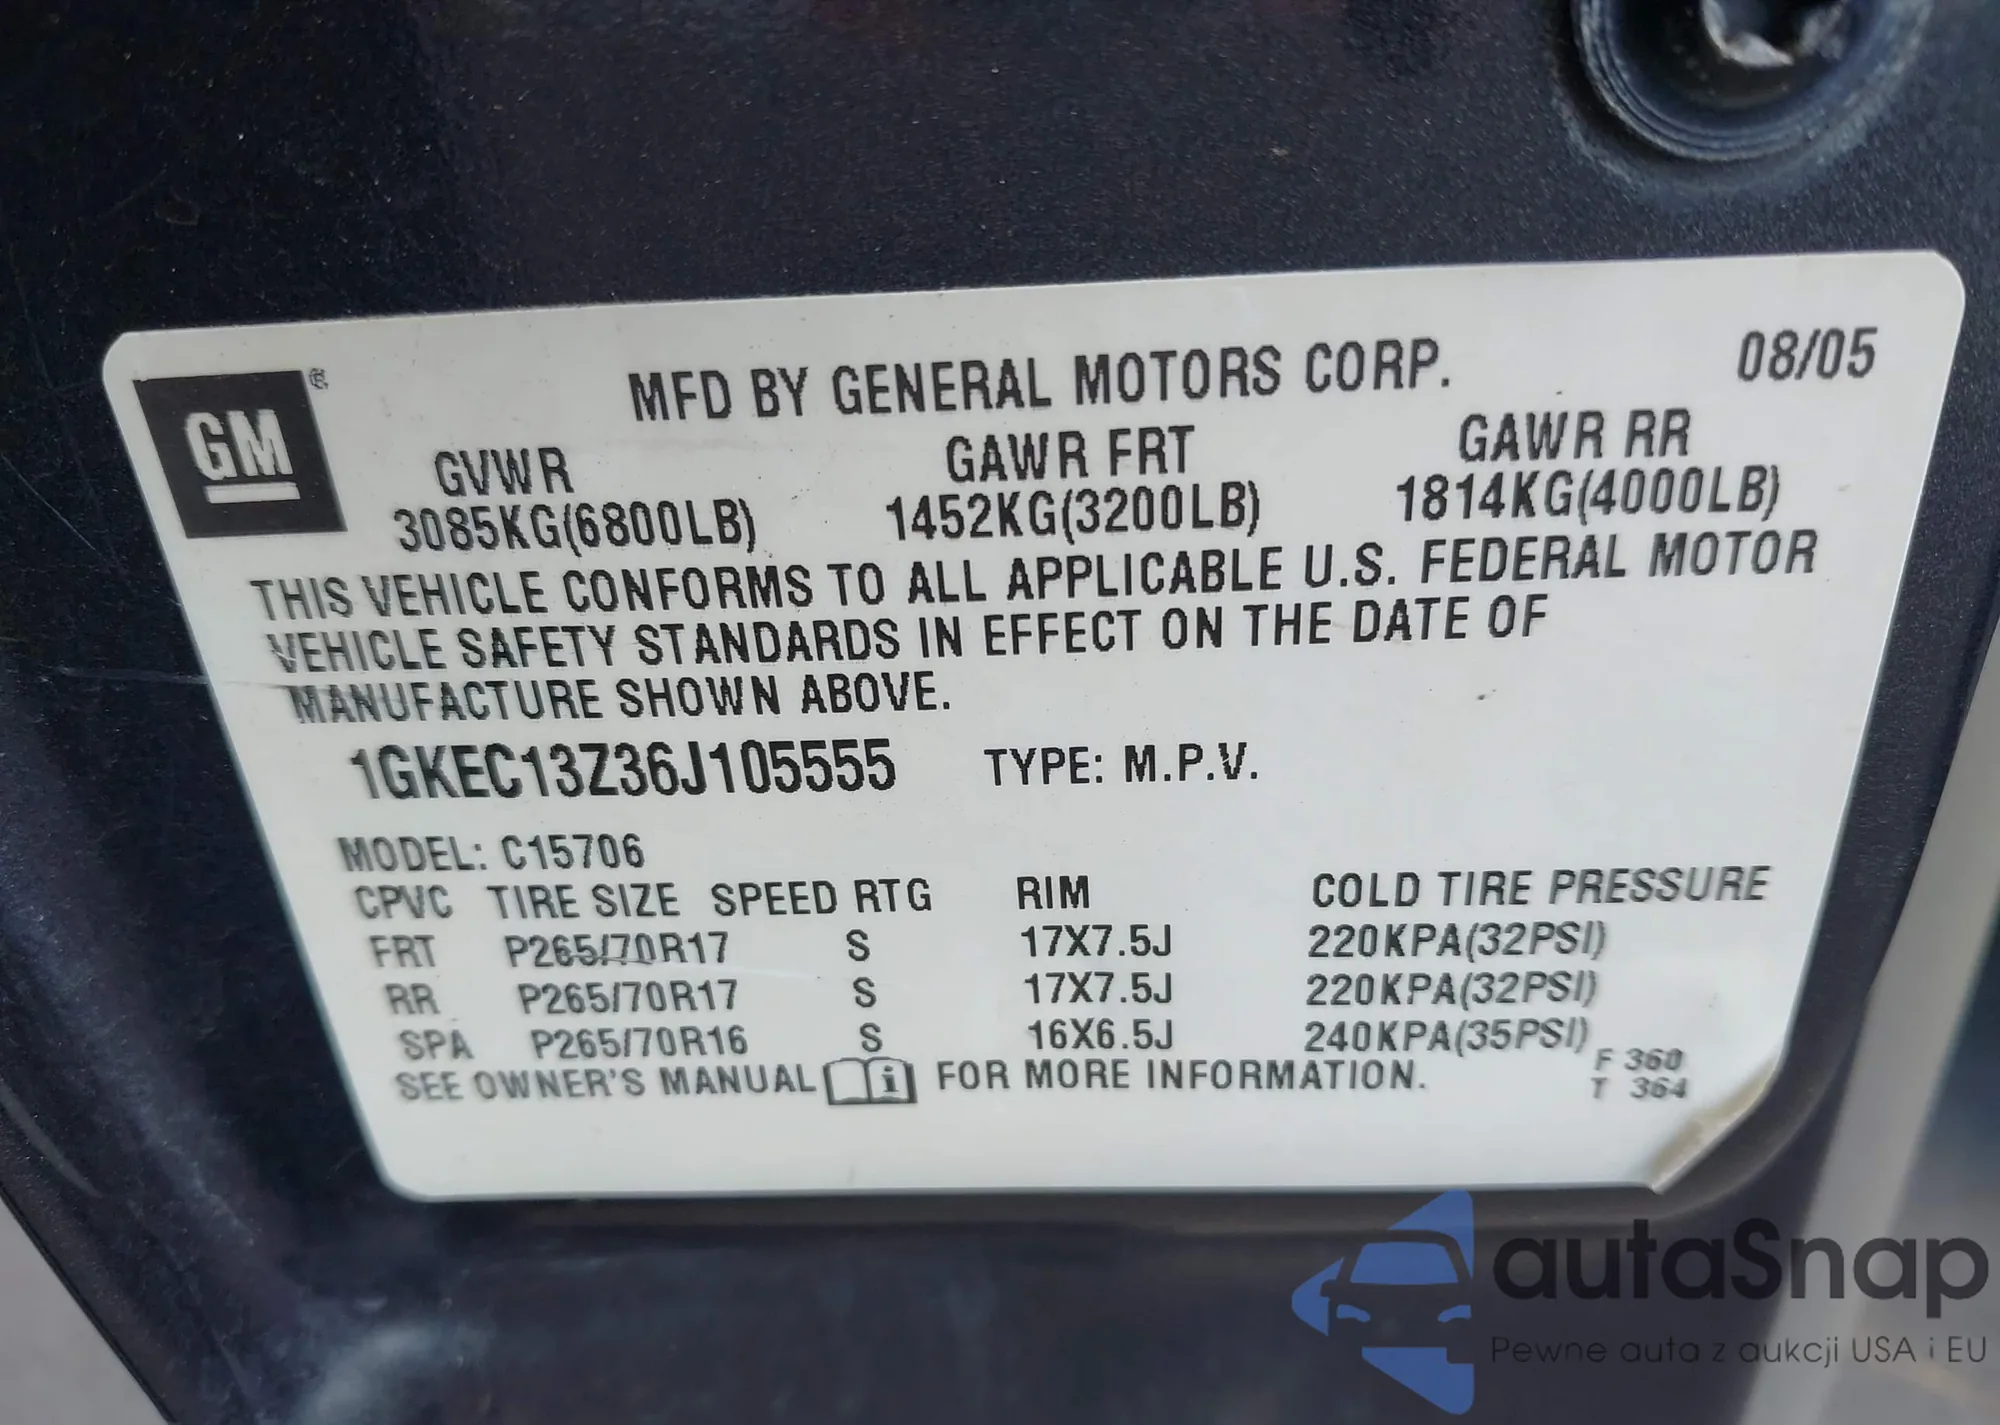 GM ®
MFD BY GENERAL MOTORS CORP. 08/05
GVWR GAWR FRT GAWR RR
3085KG(6800LB) 1452KG(3200LB) 1814KG(4000LB)
THIS VEHICLE CONFORMS TO ALL APPLICABLE U.S. FEDERAL MOTOR
VEHICLE SAFETY STANDARDS IN EFFECT ON THE DATE OF
MANUFACTURE SHOWN ABOVE.
1GKEC13Z36J105555 TYPE: M.P.V.
MODEL: C15706
CPVC TIRE SIZE SPEED RTG RIM COLD TIRE PRESSURE
FRT P265/70R17 S 17X7.5J 220KPA(32PSI)
RR P265/70R17 S 17X7.5J 220KPA(32PSI)
SPA P265/70R16 S 16X6.5J 240KPA(35PSI)
SEE OWNER'S MANUAL i FOR MORE INFORMATION.
F 360
T 364
autaSnap
Pewne auta z aukcji USA i EU